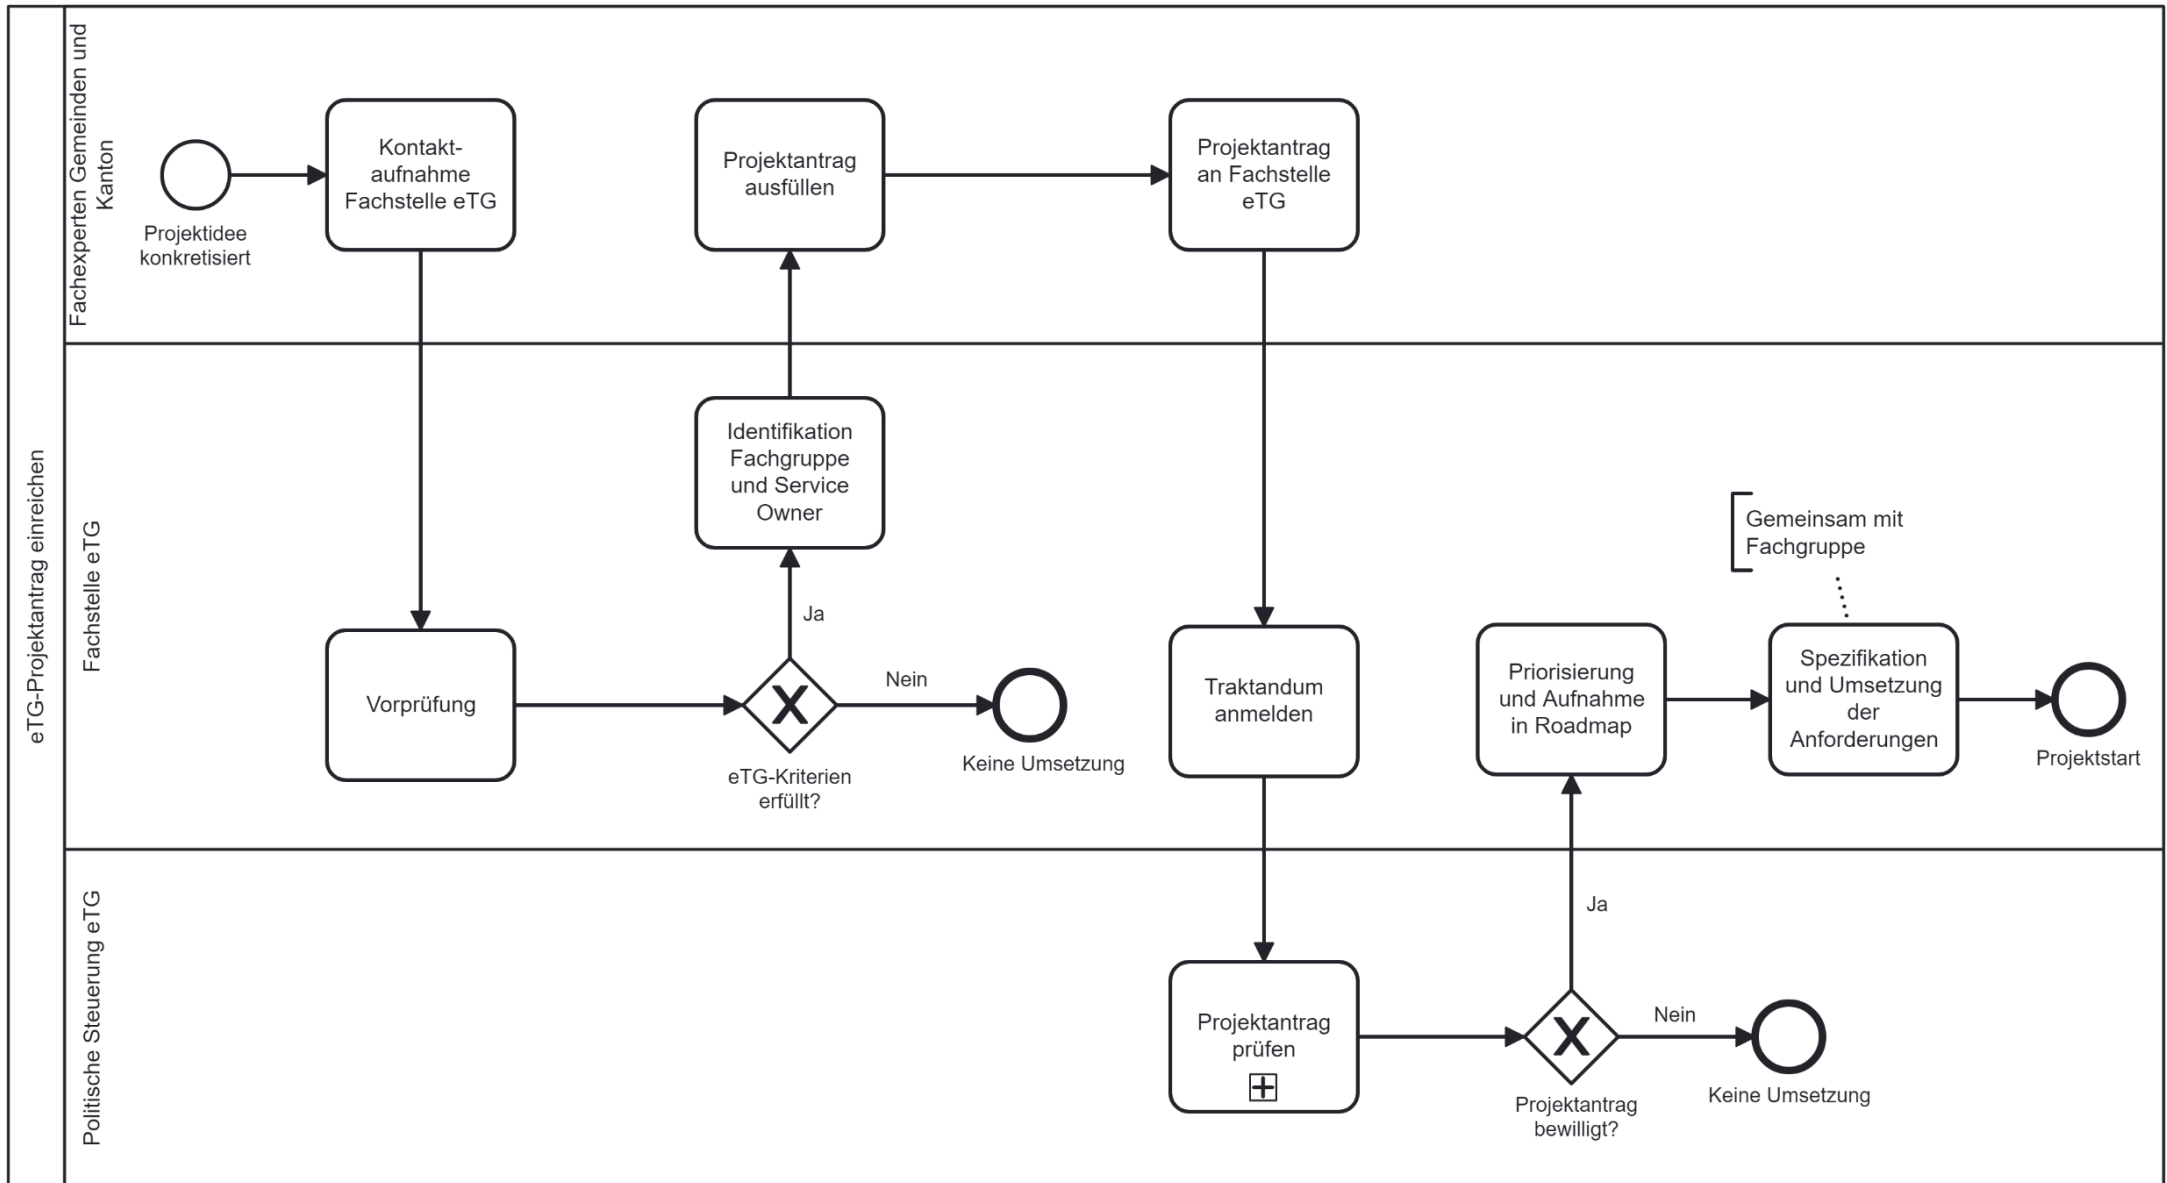 eTG-Projektantrag einreichen
Fachexperten Gemeinden und
Kanton
Projektidee
konkretisiert
Kontakt-
aufnahme
Fachstelle eTG
Projektantrag
ausfüllen
Projektantrag
an Fachstelle
eTG
Fachstelle eTG
Vorprüfung
eTG-Kriterien
erfüllt?
Ja
Nein
Keine Umsetzung
Identifikation
Fachgruppe
und Service
Owner
Traktandum
anmelden
Priorisierung
und Aufnahme
in Roadmap
Gemeinsam mit
Fachgruppe
Spezifikation
und Umsetzung
der
Anforderungen
Projektstart
Politische Steuerung eTG
Projektantrag
prüfen
Projektantrag
bewilligt?
Ja
Nein
Keine Umsetzung